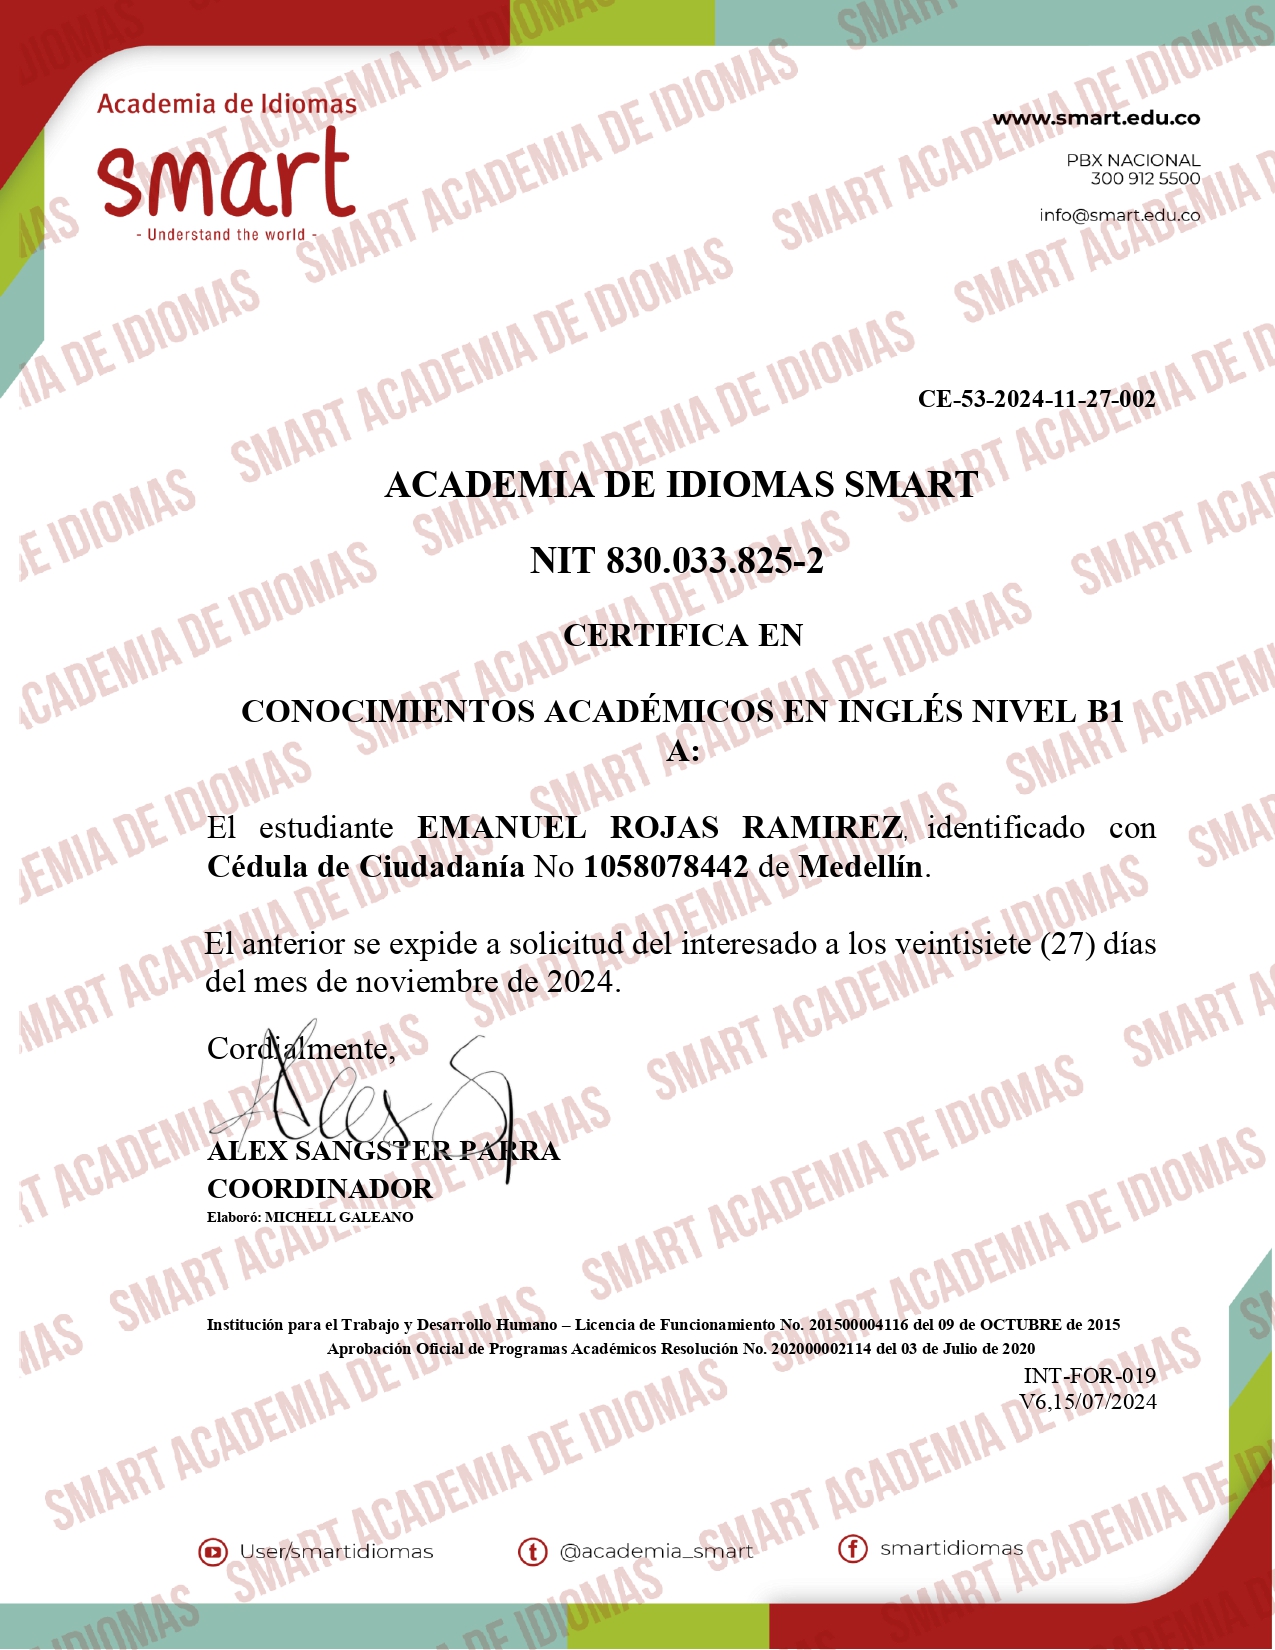 Academia de Idiomas
smart
- Understand the world -
www.smart.edu.co
PBX NACIONAL
300 912 5500
info@smart.edu.co
CE-53-2024-11-27-002
ACADEMIA DE IDIOMAS SMART
NIT 830.033.825-2
CERTIFICA EN
CONOCIMIENTOS ACADÉMICOS EN INGLÉS NIVEL B1
A:
El estudiante EMANUEL ROJAS RAMIREZ, identificado con
Cédula de Ciudadanía No 1058078442 de Medellín.
El anterior se expide a solicitud del interesado a los veintisiete (27) días
del mes de noviembre de 2024.
Cordialmente,
Alex S
ALEX SANGSTER PARRA
COORDINADOR
Elaboró: MICHELL GALEANO
Institución para el Trabajo y Desarrollo Humano – Licencia de Funcionamiento No. 201500004116 del 09 de OCTUBRE de 2015
Aprobación Oficial de Programas Académicos Resolución No. 202000002114 del 03 de Julio de 2020
INT-FOR-019
V6,15/07/2024
User/smartidiomas
@academia_smart
smartidiomas
SMART ACADEMIA DE IDIOMAS